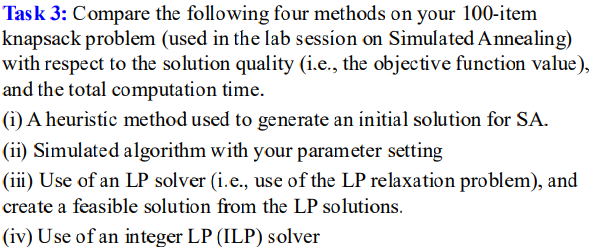 Task 3: Compare the following four methods on your 100-item
knapsack problem (used in the lab session on Simulated Annealing)
with respect to the solution quality (i.e., the objective function value),
and the total computation time.
(i) A heuristic method used to generate an initial solution for SA.
(ii) Simulated algorithm with your parameter setting
(iii) Use of an LP solver (i.e., use of the LP relaxation problem), and
create a feasible solution from the LP solutions.
(iv) Use of an integer LP (ILP) solver